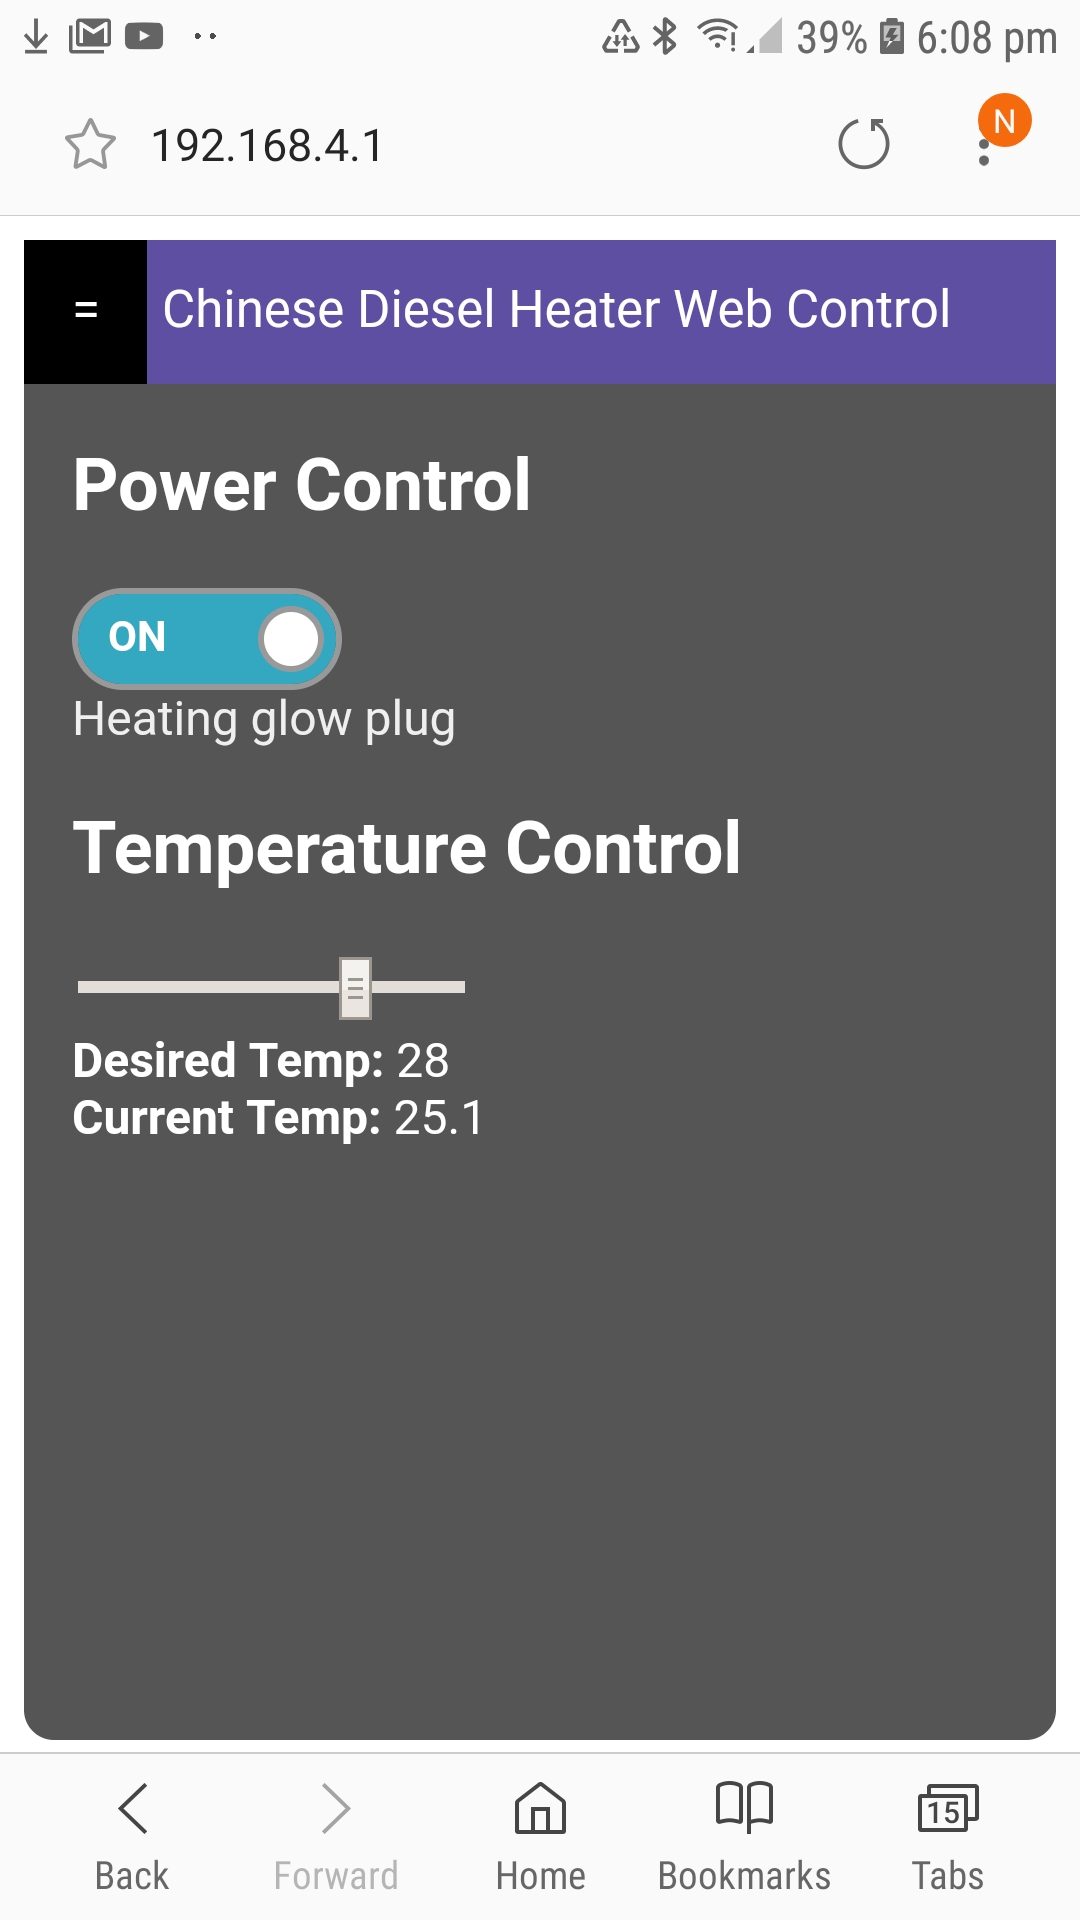 39% 6:08 pm
192.168.4.1
N
= Chinese Diesel Heater Web Control
Power Control
ON
Heating glow plug
Temperature Control
Desired Temp: 28
Current Temp: 25.1
15
Back Forward Home Bookmarks Tabs